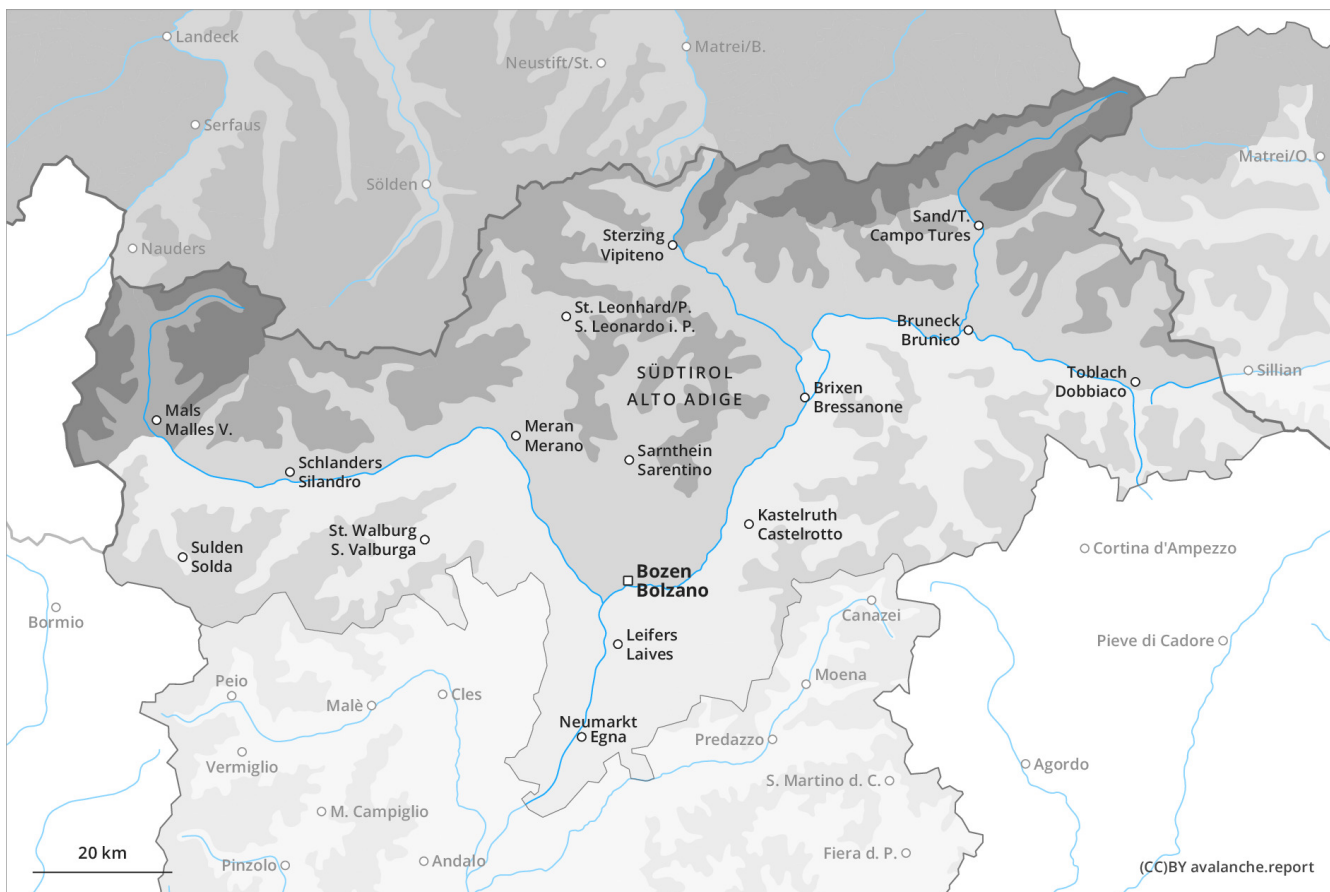 Landeck
Matrei/B.
Neustift/St.
Serfaus
Matrei/O.
Sölden
Sand/T.
Campo Tures
Sterzing
Vipiteno
Nauders
St. Leonhard/P.
S. Leonardo i. P.
Bruneck
Brunico
SÜDTIROL
ALTO ADIGE
Toblach
Dobbiaco
Sillian
Brixen
Bressanone
Mals
Malles V.
Meran
Merano
Schlanders
Silandro
Sarnthein
Sarentino
Kastelruth
Castelrotto
St. Walburg
S. Valburga
Sulden
Solda
Cortina d'Ampezzo
Bozen
Bolzano
Bormio
Canazei
Leifers
Laives
Pieve di Cadore
Peio
Moena
Malè
Cles
Neumarkt
Egna
Predazzo
Vermiglio
Agordo
S. Martino d. C.
M. Campiglio
20 km
Pinzolo
Andalo
Fiera d. P.
(CC)BY avalanche.report